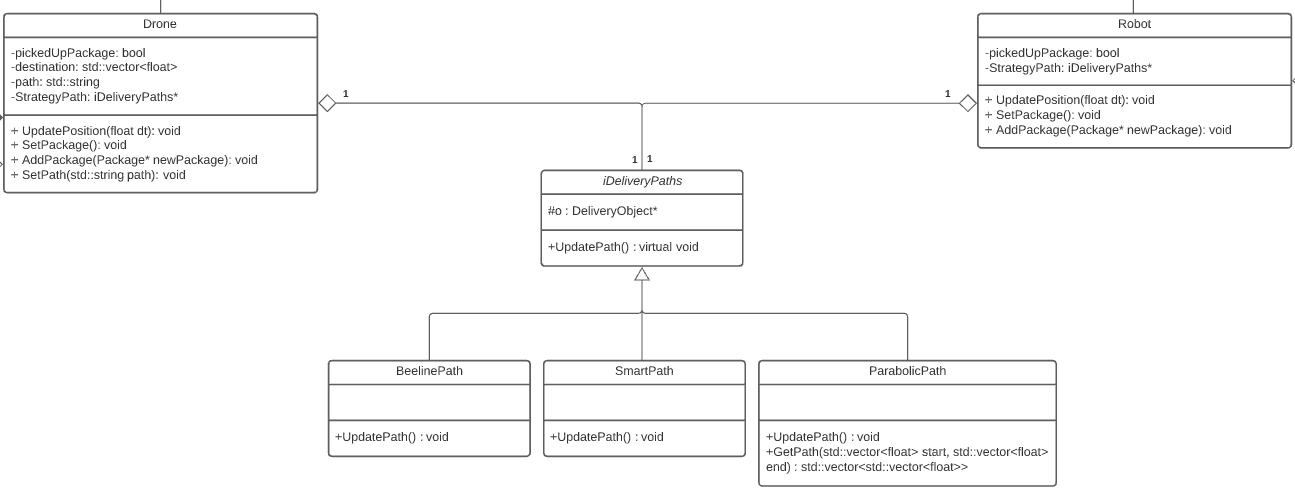 Drone
-pickedUpPackage: bool
-destination: std::vector<float>
-path: std::string
-StrategyPath: iDeliveryPaths*
+ UpdatePosition(float dt): void
+ SetPackage(): void
+ AddPackage(Package* newPackage): void
+ SetPath(std::string path): void
1
1
Robot
-pickedUpPackage: bool
-StrategyPath: iDeliveryPaths*
+ UpdatePosition(float dt): void
+ SetPackage(): void
+ AddPackage(Package* newPackage): void
1 1
iDeliveryPaths
#o : DeliveryObject*
+UpdatePath() : virtual void
BeelinePath
+UpdatePath() : void
SmartPath
+UpdatePath() : void
ParabolicPath
+UpdatePath() : void
+GetPath(std::vector<float> start, std::vector<float>
end) : std::vector<std::vector<float>>